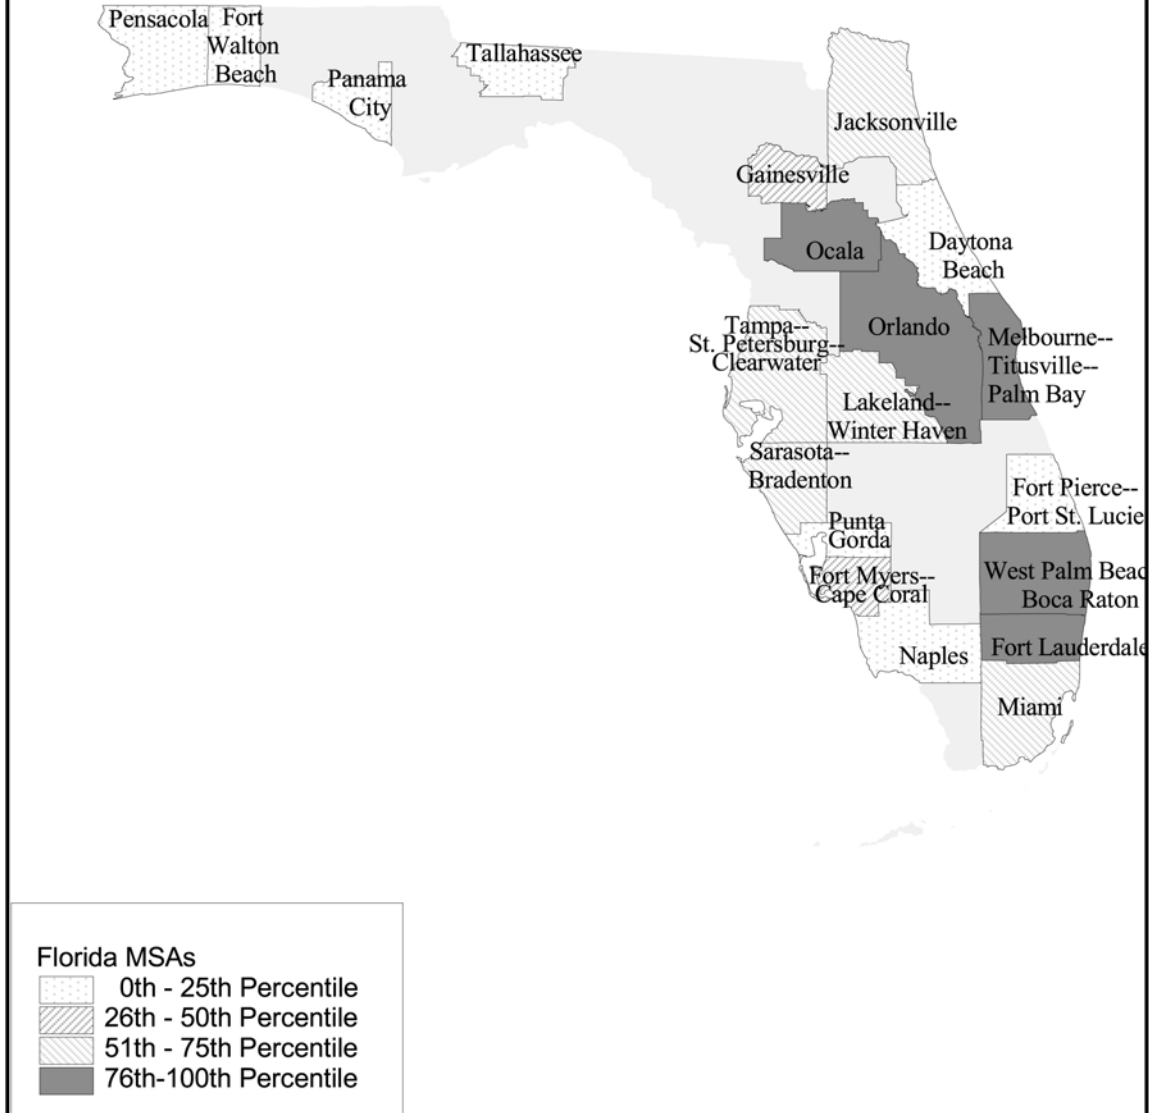 Pensacola
Fort
Walton
Beach
Panama
City
Tallahassee
Jacksonville
Gainesville
Ocala
Daytona
Beach
Orlando
Melbourne--
Titusville--
Palm Bay
Tampa--
St. Petersburg--
Clearwater
Lakeland--
Winter Haven
Sarasota--
Bradenton
Punta
Gorda
Fort Myers--
Cape Coral
Naples
Fort Pierce--
Port St. Lucie
West Palm Beac
Boca Raton
Fort Lauderdale
Miami
Florida MSAs
0th - 25th Percentile
26th - 50th Percentile
51th - 75th Percentile
76th-100th Percentile